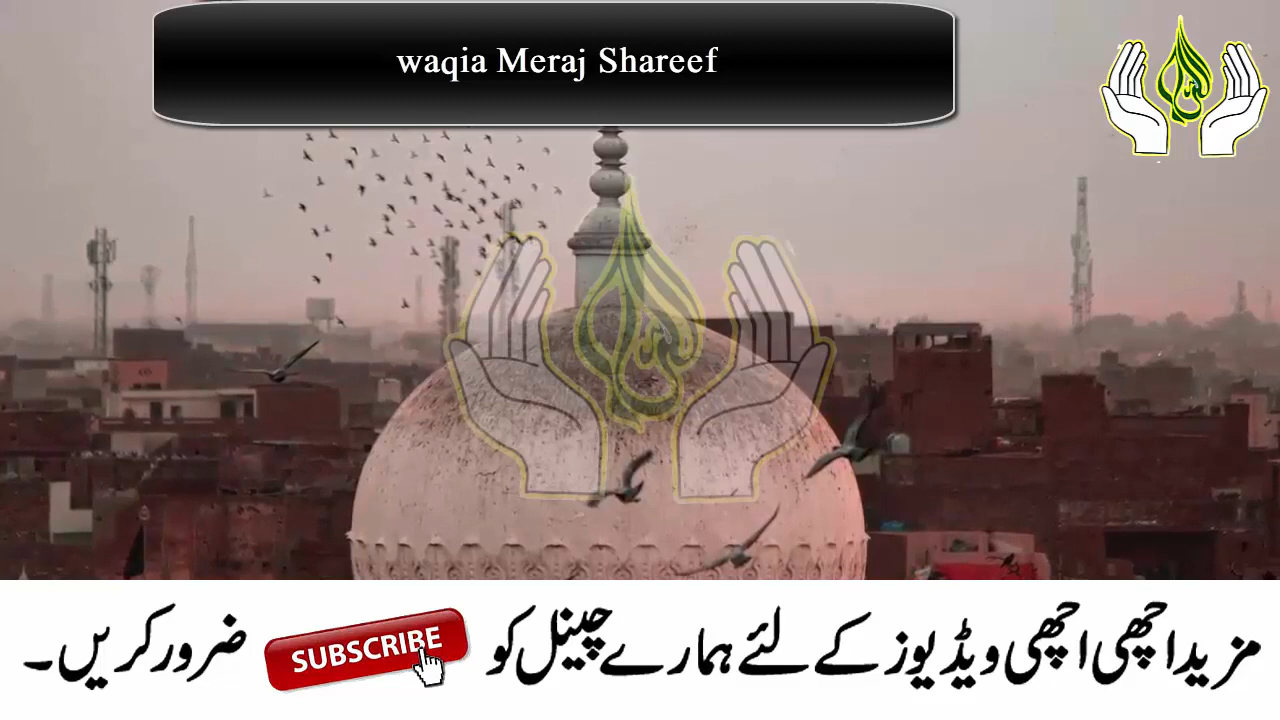 waqia Meraj Shareef
مزید اچھی اچھی ویڈیوز کے لئے ہمارے چینل کو SUBSCRIBE ضرور کریں۔